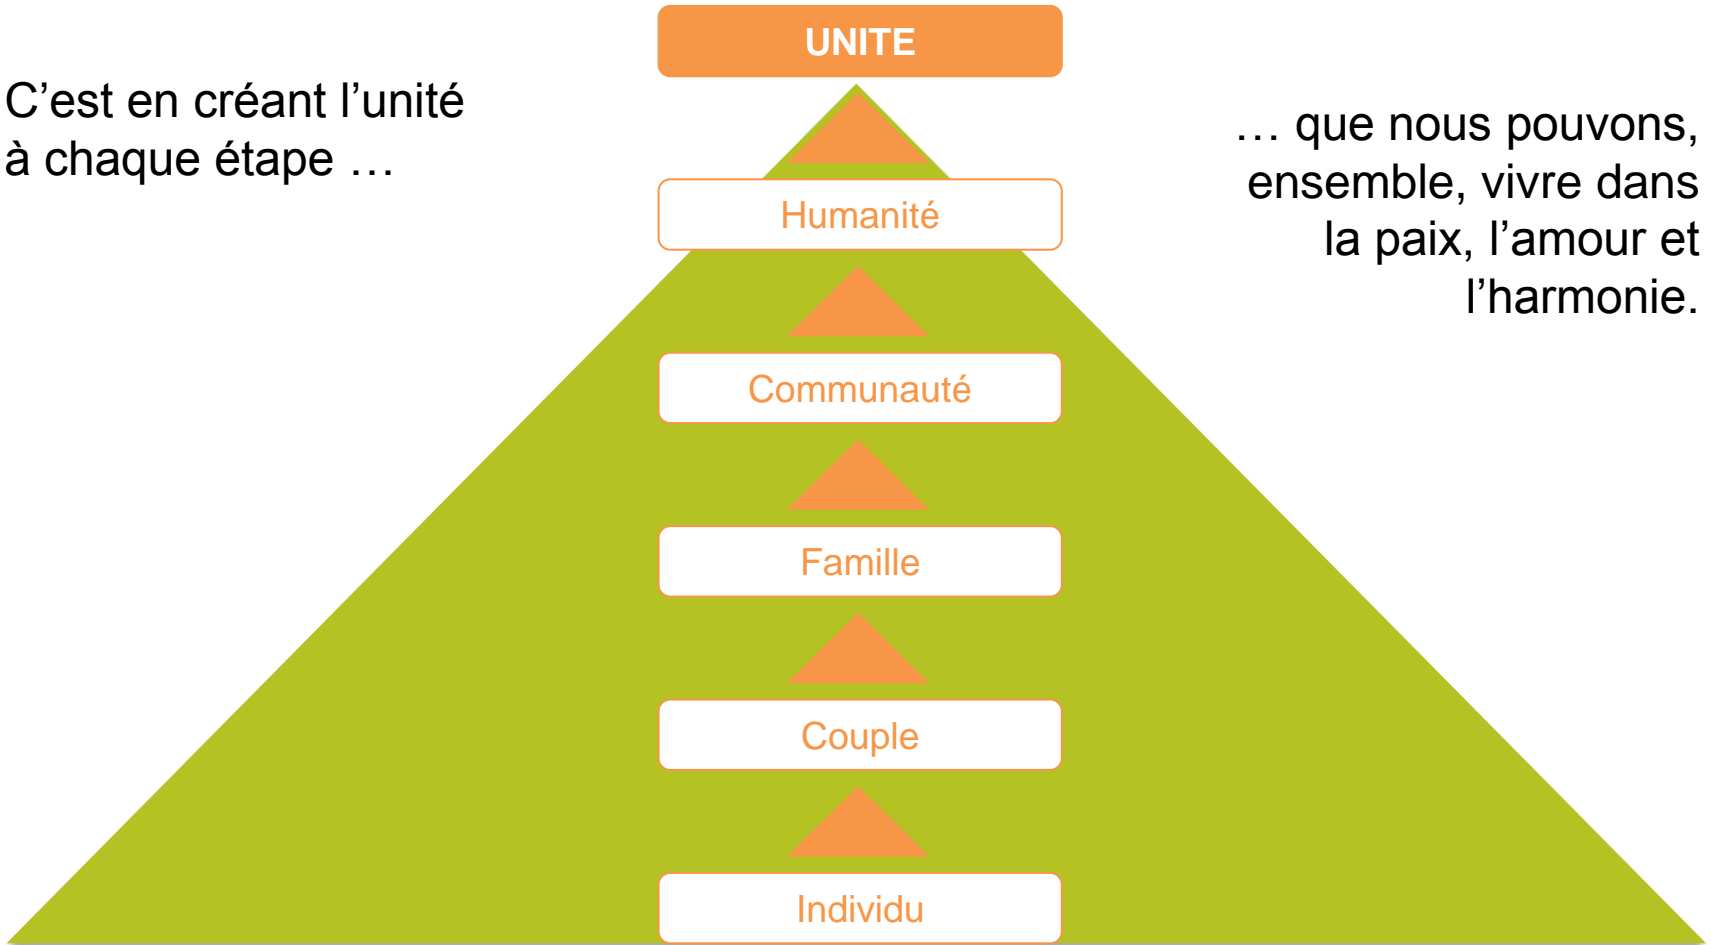 UNITE
C’est en créant l’unité
à chaque étape …
… que nous pouvons,
ensemble, vivre dans
la paix, l’amour et
l’harmonie.
Humanité
Communauté
Famille
Couple
Individu